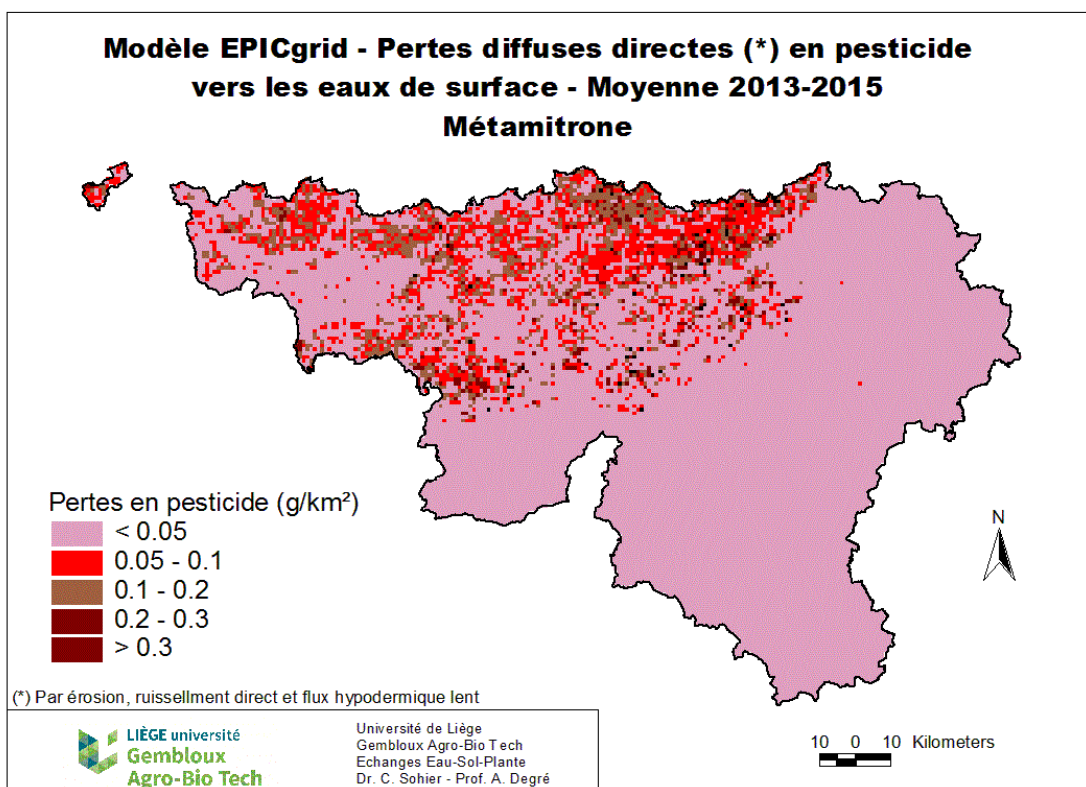 Modèle EPICgrid - Pertes diffuses directes (*) en pesticide
vers les eaux de surface - Moyenne 2013-2015
Métamitrone
Pertes en pesticide (g/km²)
< 0.05
0.05 - 0.1
0.1 - 0.2
0.2 - 0.3
> 0.3
N
(*) Par érosion, ruissellment direct et flux hypodermique lent
LIÈGE université
Gembloux
Agro-Bio Tech
Université de Liège
Gembloux Agro-Bio Tech
Echanges Eau-Sol-Plante
Dr. C. Sohier - Prof. A. Degré
10 0 10 Kilometers